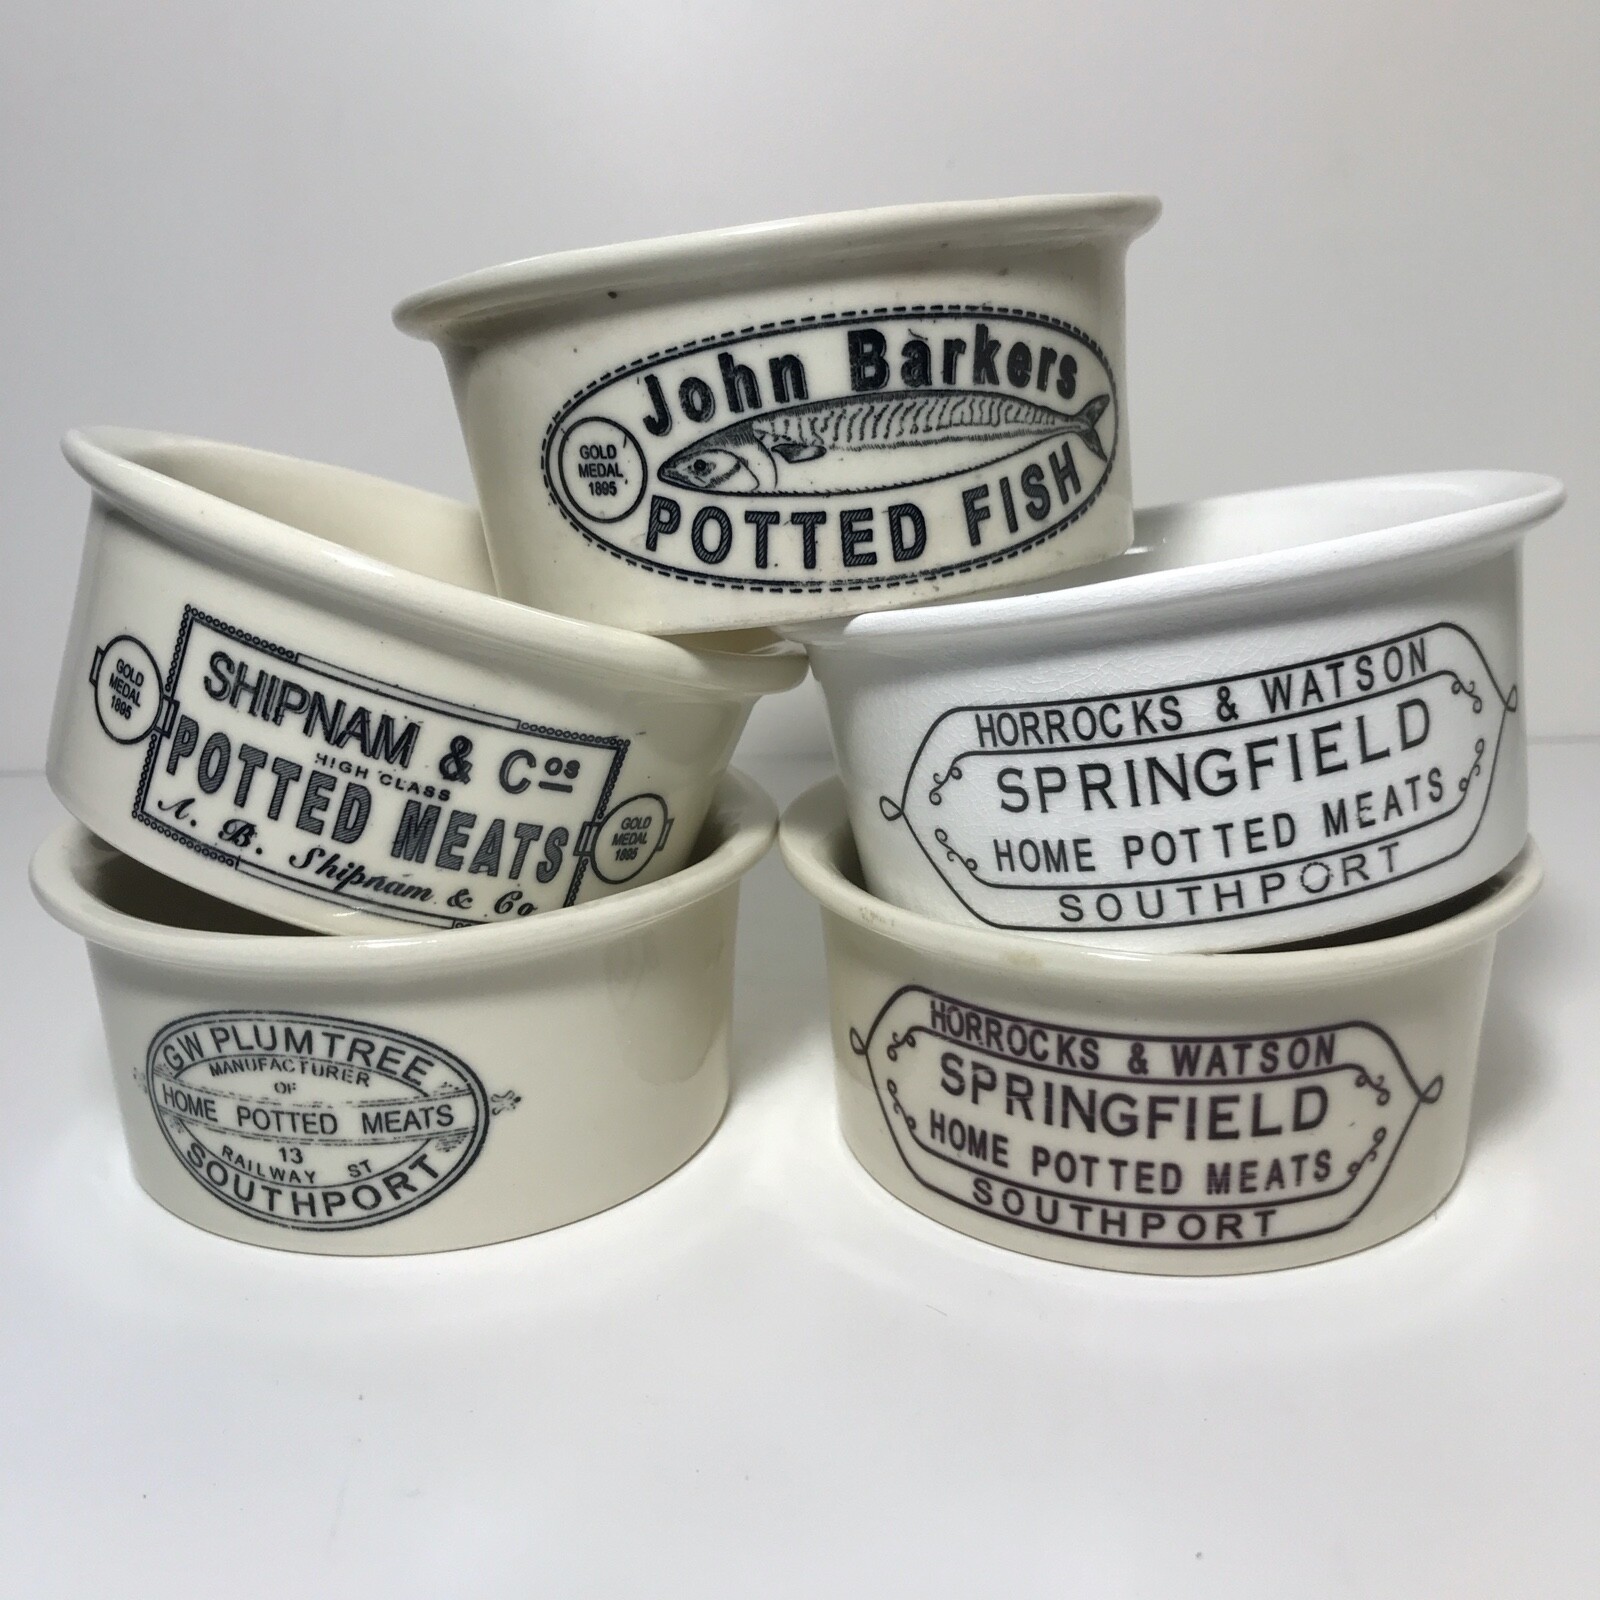 John Barkers
GOLD
MEDAL
1895
POTTED FISH
GOLD
MEDAL
1895
SHIPNAM & Cos
HIGH CLASS
POTTED MEATS
A. B. Shipnam & Co
GOLD
MEDAL
1895
HORROCKS & WATSON
SPRINGFIELD
HOME POTTED MEATS
SOUTHPORT
GW PLUMTREE
MANUFACTURER
OF
HOME POTTED MEATS
13
RAILWAY ST
SOUTHPORT
HORROCKS & WATSON
SPRINGFIELD
HOME POTTED MEATS
SOUTHPORT